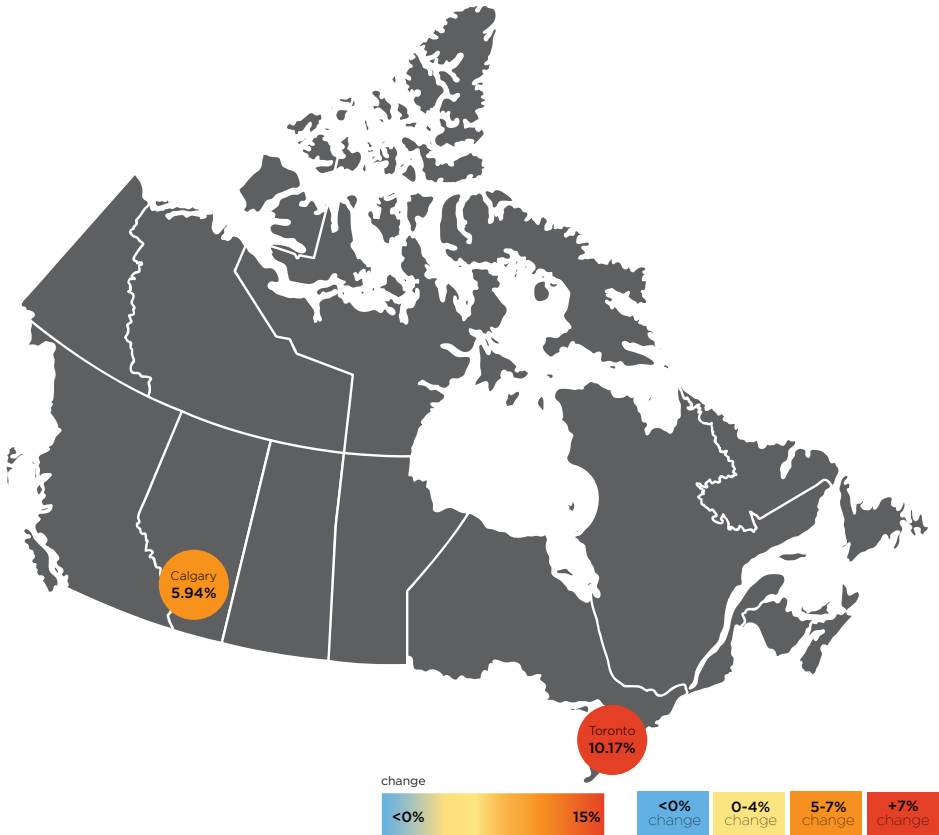 Calgary
5.94%
Toronto
10.17%
change
<0%
15%
<0%
change
0-4%
change
5-7%
change
+7%
change